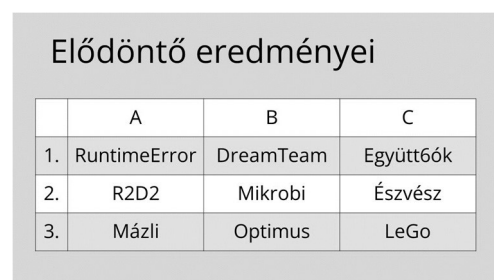 Elődöntő eredményei
A B C
1. RuntimeError DreamTeam Együtt6ók
2. R2D2 Mikrobi Észvész
3. Mázli Optimus LeGo